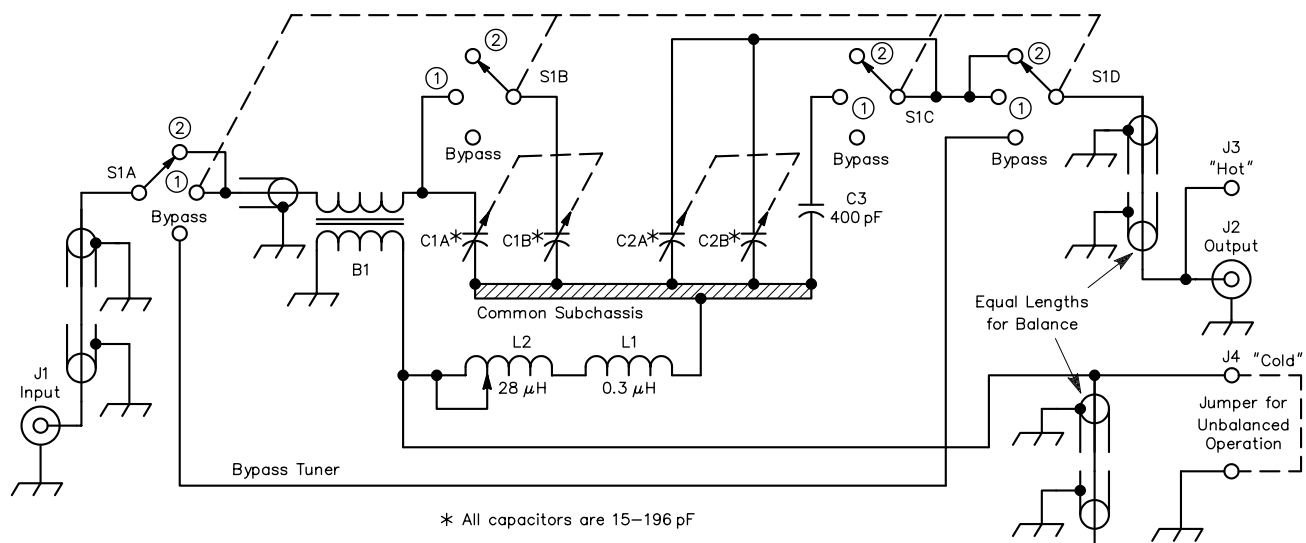 ②
①
S1B
②
①
S1C
②
①
S1D
Bypass
Bypass
Bypass
②
S1A
①
Bypass
J3
"Hot"
C3
400 pF
C1A*
C1B*
C2A*
C2B*
B1
J2
Output
Common Subchassis
Equal Lengths
for Balance
L2
28 μH
L1
0.3 μH
J1
Input
J4
"Cold"
Jumper for
Unbalanced
Operation
Bypass Tuner
* All capacitors are 15–196 pF